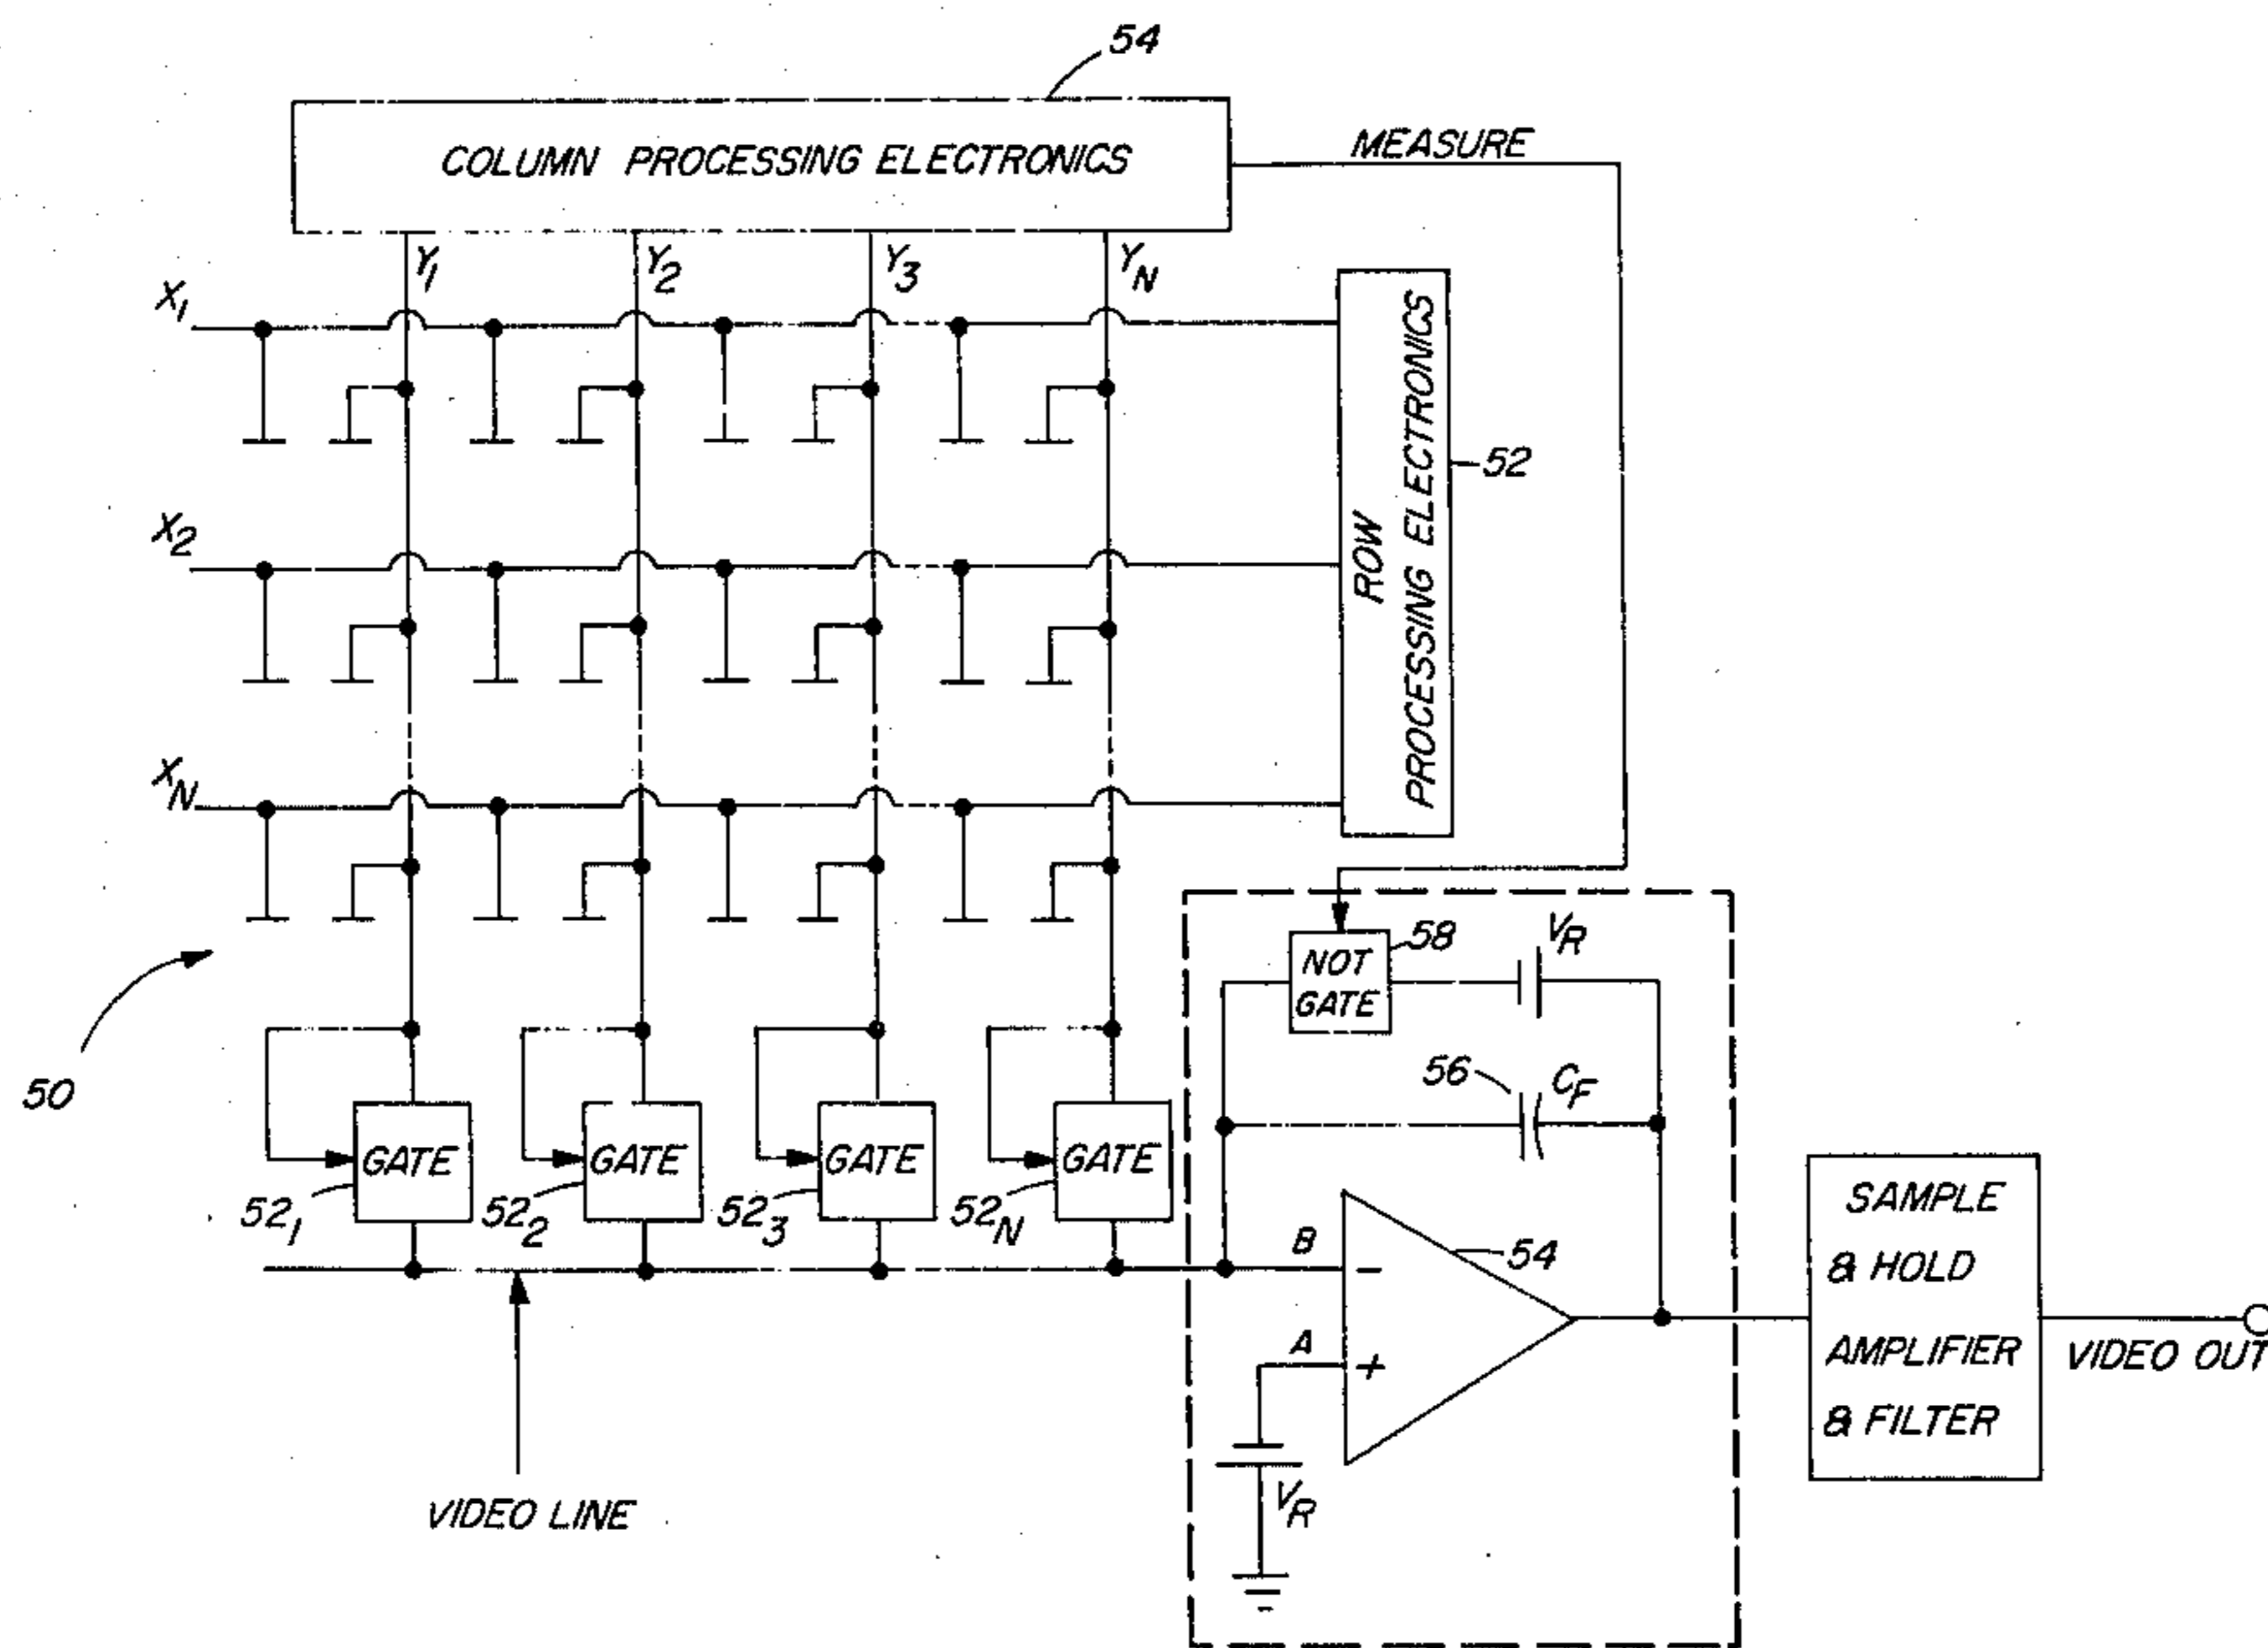 54
COLUMN PROCESSING ELECTRONICS
MEASURE
Y1 Y2 Y3 YN
X1
ROW
PROCESSING ELECTRONICS
52
X2
XN
50
NOT
GATE
58
VR
56
CF
GATE
GATE
GATE
GATE
521
522
523
52N
B
-
54
A
+
VR
VIDEO LINE
SAMPLE
& HOLD
AMPLIFIER
& FILTER
VIDEO OUT